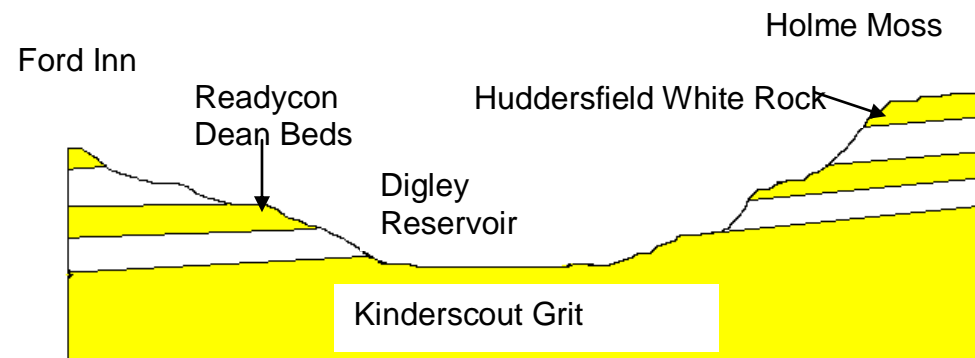 Holme Moss
Ford Inn
Readycon
Dean Beds
Huddersfield White Rock
Digley
Reservoir
Kinderscout Grit